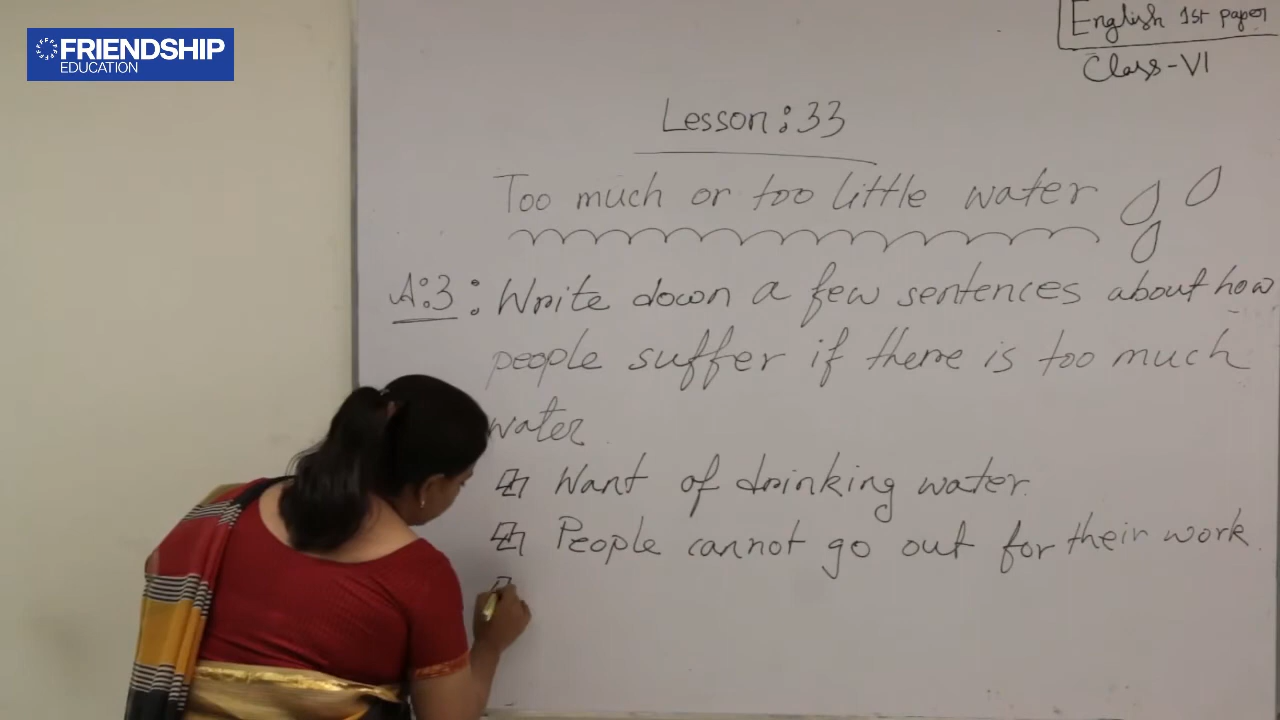 FRIENDSHIP
EDUCATION
English 1st paper
Class-VI
Lesson:33
Too much or too little water
A:3: Write down a few sentences about how
people suffer if there is too much
water.
Want of drinking water.
People cannot go out for their work.